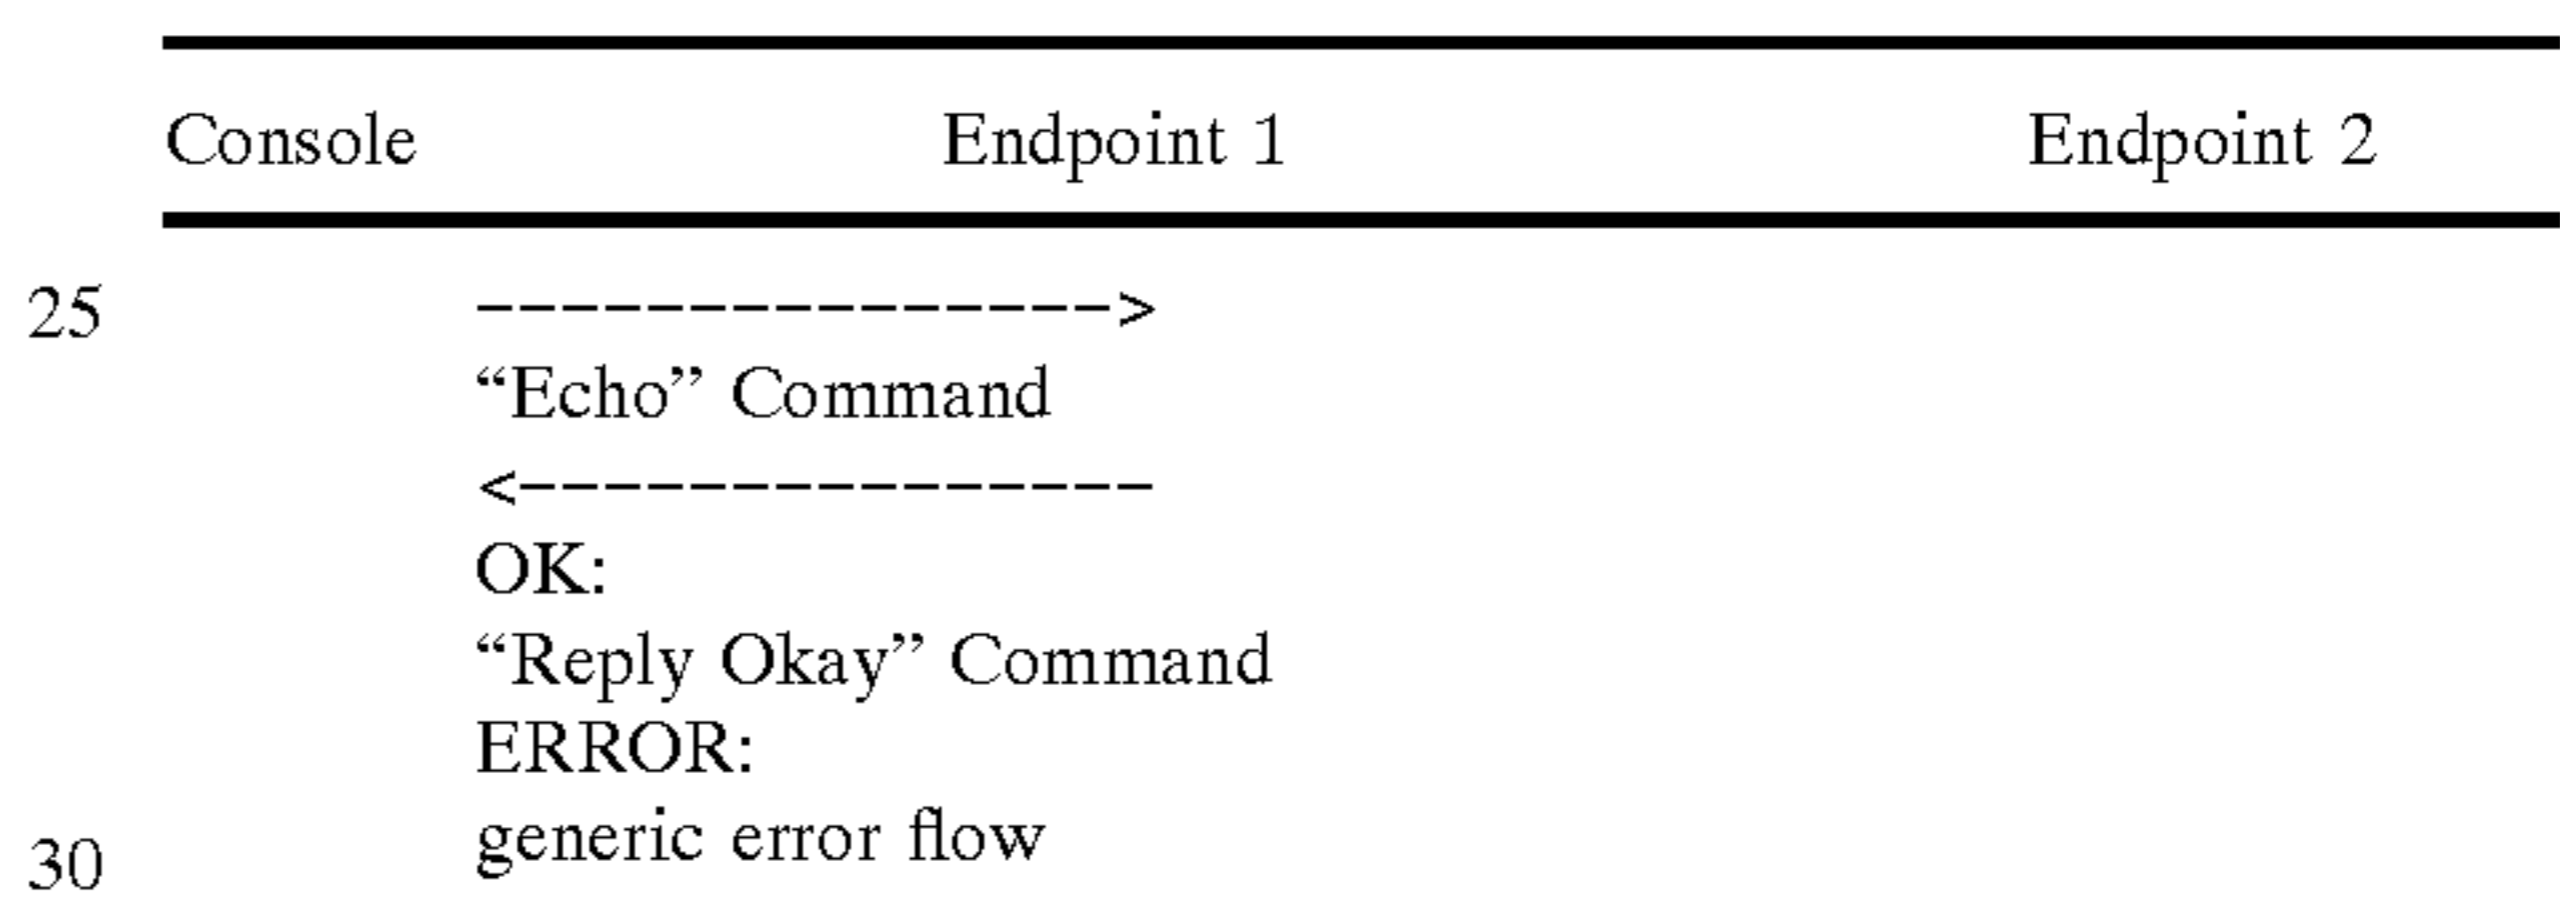 Console Endpoint 1 Endpoint 2
25 ---------------->
“Echo” Command
<----------------
OK:
“Reply Okay” Command
ERROR:
generic error flow
30